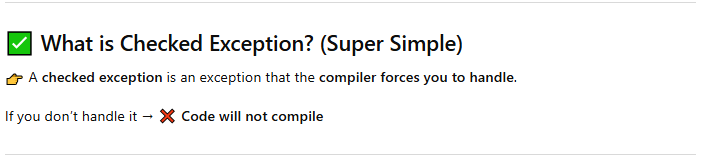 ✅ What is Checked Exception? (Super Simple)
👉 A checked exception is an exception that the compiler forces you to handle.
If you don’t handle it → ❌ Code will not compile